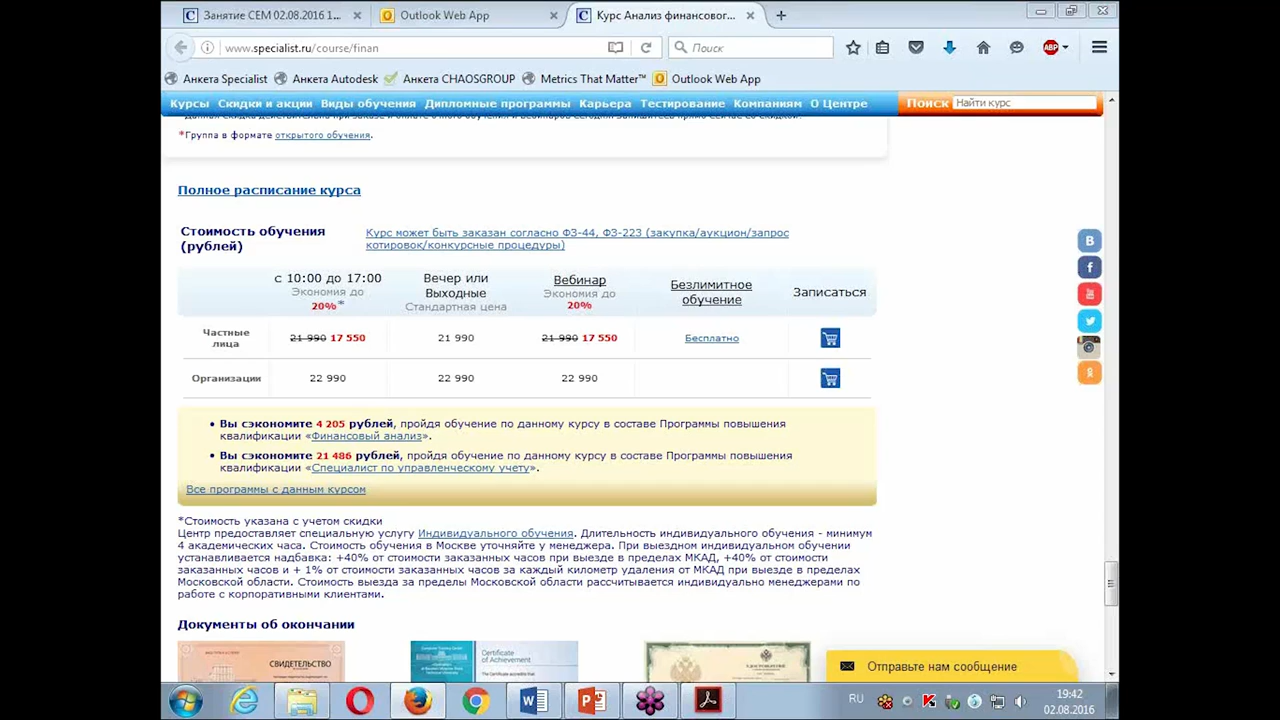 Занятие СЕМ 02.08.2016 1...
Outlook Web App
Курс Анализ финансовог...
www.specialist.ru/course/finan
Поиск
ABP
Анкета Specialist
Анкета Autodesk
Анкета CHAOSGROUP
Metrics That Matter™
Outlook Web App
Курсы Скидки и акции Виды обучения Дипломные программы Карьера Тестирование Компаниям О Центре
Поиск Найти курс
*Группа в формате открытого обучения.
Полное расписание курса
Стоимость обучения
(рублей)
Курс может быть заказан согласно ФЗ-44, ФЗ-223 (закупка/аукцион/запрос
котировок/конкурсные процедуры)
с 10:00 до 17:00
Экономия до
20%*
Вечер или
Выходные
Стандартная цена
Вебинар
Экономия до
20%
Безлимитное
обучение
Записаться
Частные
лица
21 990 17 550
21 990
21 990 17 550
Бесплатно
Организации
22 990
22 990
22 990
• Вы сэкономите 4 205 рублей, пройдя обучение по данному курсу в составе Программы повышения
квалификации «Финансовый анализ».
• Вы сэкономите 21 486 рублей, пройдя обучение по данному курсу в составе Программы повышения
квалификации «Специалист по управленческому учету».
Все программы с данным курсом
*Стоимость указана с учетом скидки
Центр предоставляет специальную услугу Индивидуального обучения. Длительность индивидуального обучения - минимум
4 академических часа. Стоимость обучения в Москве уточняйте у менеджера. При выездном индивидуальном обучении
устанавливается надбавка: +40% от стоимости заказанных часов при выезде в пределах МКАД, +40% от стоимости
заказанных часов и + 1% от стоимости заказанных часов за каждый километр удаления от МКАД при выезде в пределах
Московской области. Стоимость выезда за пределы Московской области рассчитывается индивидуально менеджерами по
работе с корпоративными клиентами.
Документы об окончании
СВИДЕТЕЛЬСТВО
Certificate
of Achievement
Отправьте нам сообщение
RU
19:42
02.08.2016